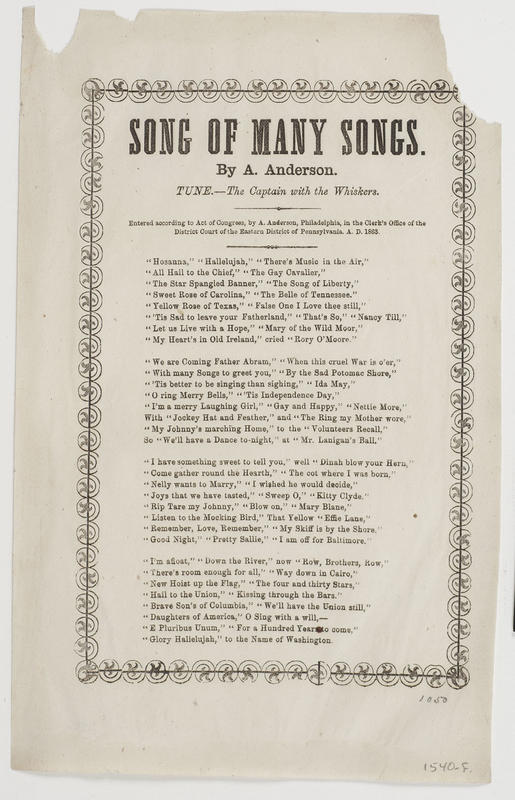 SONG OF MANY SONGS.
By A. Anderson.
TUNE.—The Captain with the Whiskers.
Entered according to Act of Congress, by A. Anderson, Philadelphia, in the Clerk's Office of the
District Court of the Eastern District of Pennsylvania. A. D. 1863.
"Hosanna," "Hallelujah," "There's Music in the Air,"
"All Hail to the Chief," "The Gay Cavalier,"
"The Star Spangled Banner," "The Song of Liberty,"
"Sweet Rose of Carolina," "The Belle of Tennessee."
"Yellow Rose of Texas," "False One I Love thee still,"
"'Tis Sad to leave your Fatherland," "That's So," "Nancy Till,"
"Let us Live with a Hope," "Mary of the Wild Moor,"
"My Heart's in Old Ireland," cried "Rory O'Moore."
"We are Coming Father Abram," "When this cruel War is o'er,"
"With many Songs to greet you," "By the Sad Potomac Shore,"
"'Tis better to be singing than sighing," "Ida May,"
"O ring Merry Bells," "'Tis Independence Day,"
"I'm a merry Laughing Girl," "Gay and Happy," "Nettie More,"
With "Jockey Hat and Feather," and "The Ring my Mother wore,"
"My Johnny's marching Home," to the "Volunteers Recall,"
So "We'll have a Dance to-night," at "Mr. Lanigan's Ball."
"I have something sweet to tell you," well "Dinah blow your Horn,"
"Come gather round the Hearth," "The cot where I was born,"
"Nelly wants to Marry," "I wished he would decide,"
"Joys that we have tasted," "Sweep O," "Kitty Clyde."
"Rip Tare my Johnny," "Blow on," "Mary Blane,"
"Listen to the Mocking Bird," That Yellow "Effie Lane,"
"Remember, Love, Remember," "My Skiff is by the Shore."
"Good Night," "Pretty Sallie," "I am off for Baltimore."
"I'm afloat," "Down the River," now "Row, Brothers, Row,"
"There's room enough for all," "Way down in Cairo,"
"New Hoist up the Flag," "The four and thirty Stars,"
"Hail to the Union," "Kissing through the Bars."
"Brave Son's of Columbia," "We'll have the Union still,"
"Daughters of America," O Sing with a will,—
"E Pluribus Unum," "For a Hundred Years to come,"
"Glory Hallelujah," to the Name of Washington.
1050
1540-F.